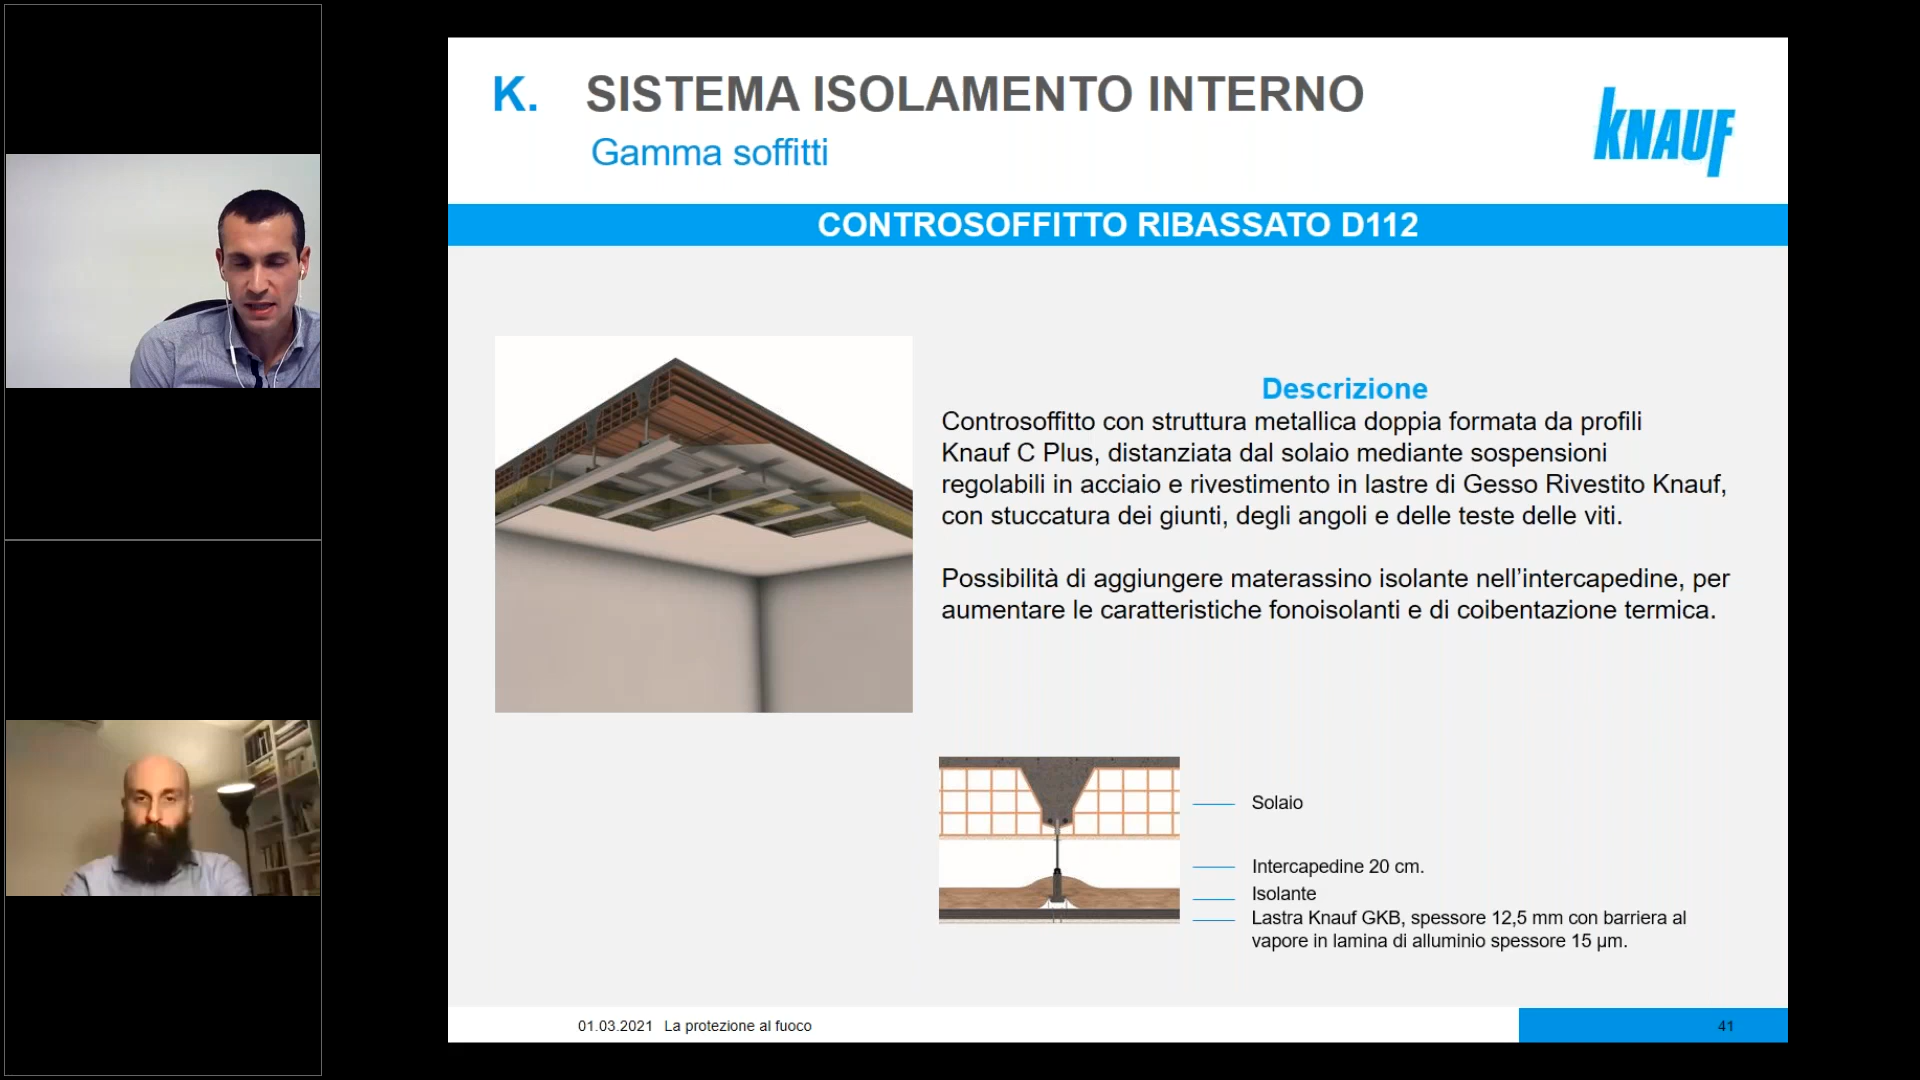 K. SISTEMA ISOLAMENTO INTERNO
Gamma soffitti
KNAUF
CONTROSOFFITTO RIBASSATO D112
Descrizione
Controsoffitto con struttura metallica doppia formata da profili
Knauf C Plus, distanziata dal solaio mediante sospensioni
regolabili in acciaio e rivestimento in lastre di Gesso Rivestito Knauf,
con stuccatura dei giunti, degli angoli e delle teste delle viti.
Possibilità di aggiungere materassino isolante nell’intercapedine, per
aumentare le caratteristiche fonoisolanti e di coibentazione termica.
Solaio
Intercapedine 20 cm.
Isolante
Lastra Knauf GKB, spessore 12,5 mm con barriera al
vapore in lamina di alluminio spessore 15 µm.
01.03.2021 La protezione al fuoco
41